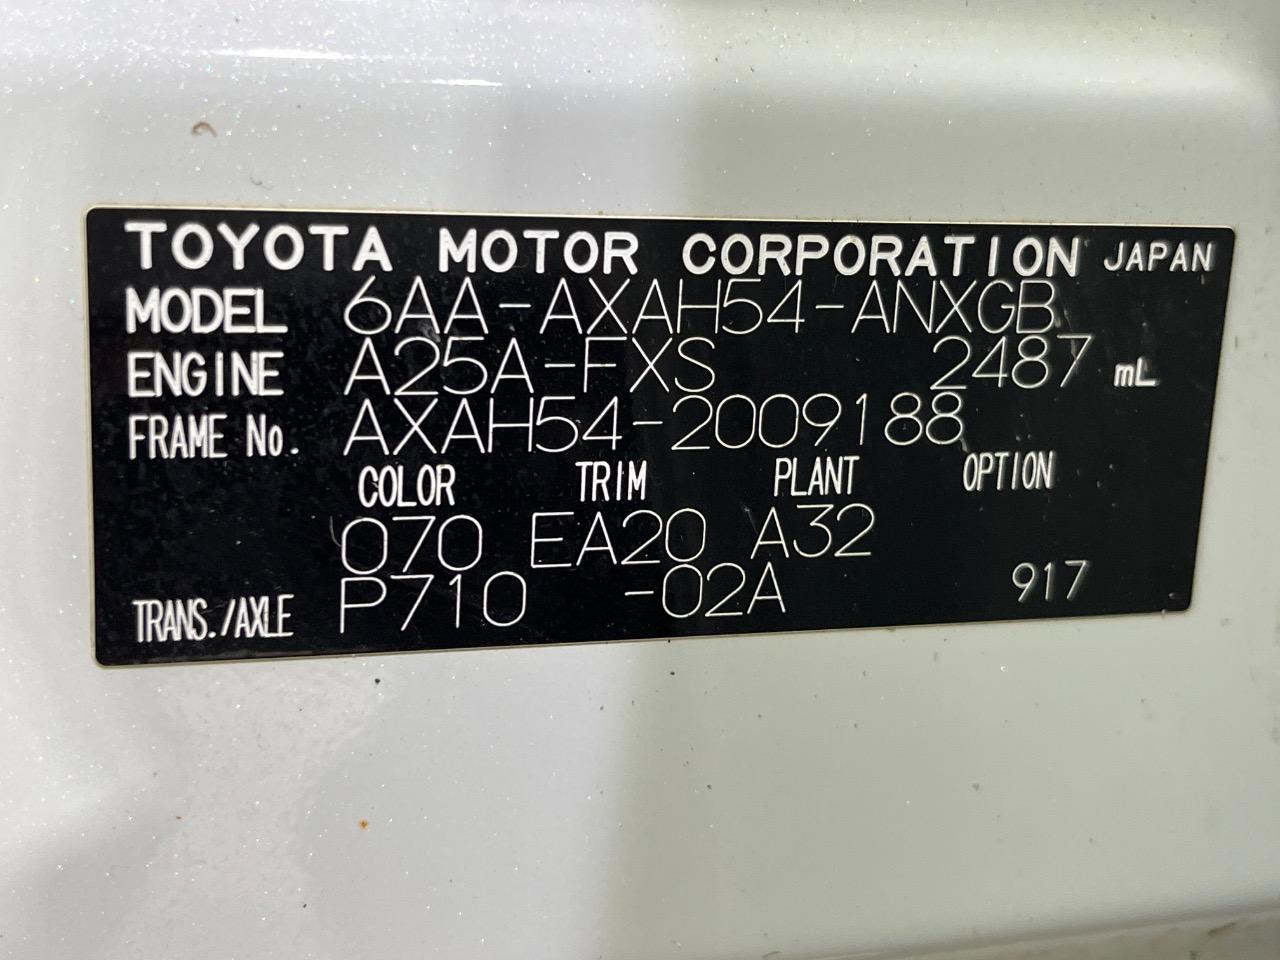 TOYOTA MOTOR CORPORATION JAPAN
MODEL 6AA-AXAH54-ANXGB
ENGINE A25A-FXS 2487 mL
FRAME No. AXAH54-2009188
COLOR TRIM PLANT OPTION
070 EA20 A32
TRANS./AXLE P710 -02A 917